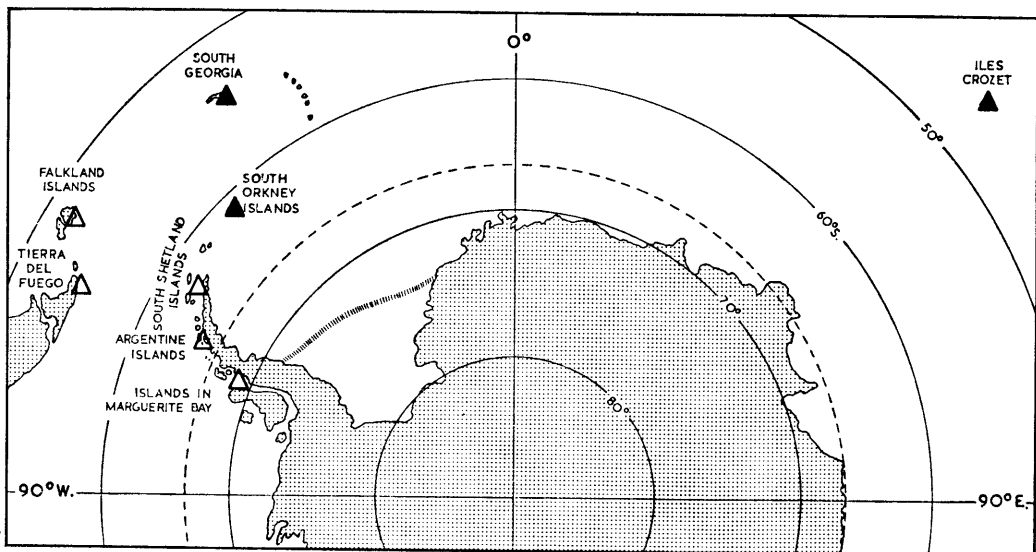 0°
SOUTH
GEORGIA
ILES
CROZET
50°
FALKLAND
ISLANDS
SOUTH
ORKNEY
ISLANDS
60°S.
TIERRA
DEL
FUEGO
SOUTH SHETLAND
ISLANDS
70°
ARGENTINE
ISLANDS
ISLANDS IN
MARGUERITE BAY
80°
90°W.
90°E.